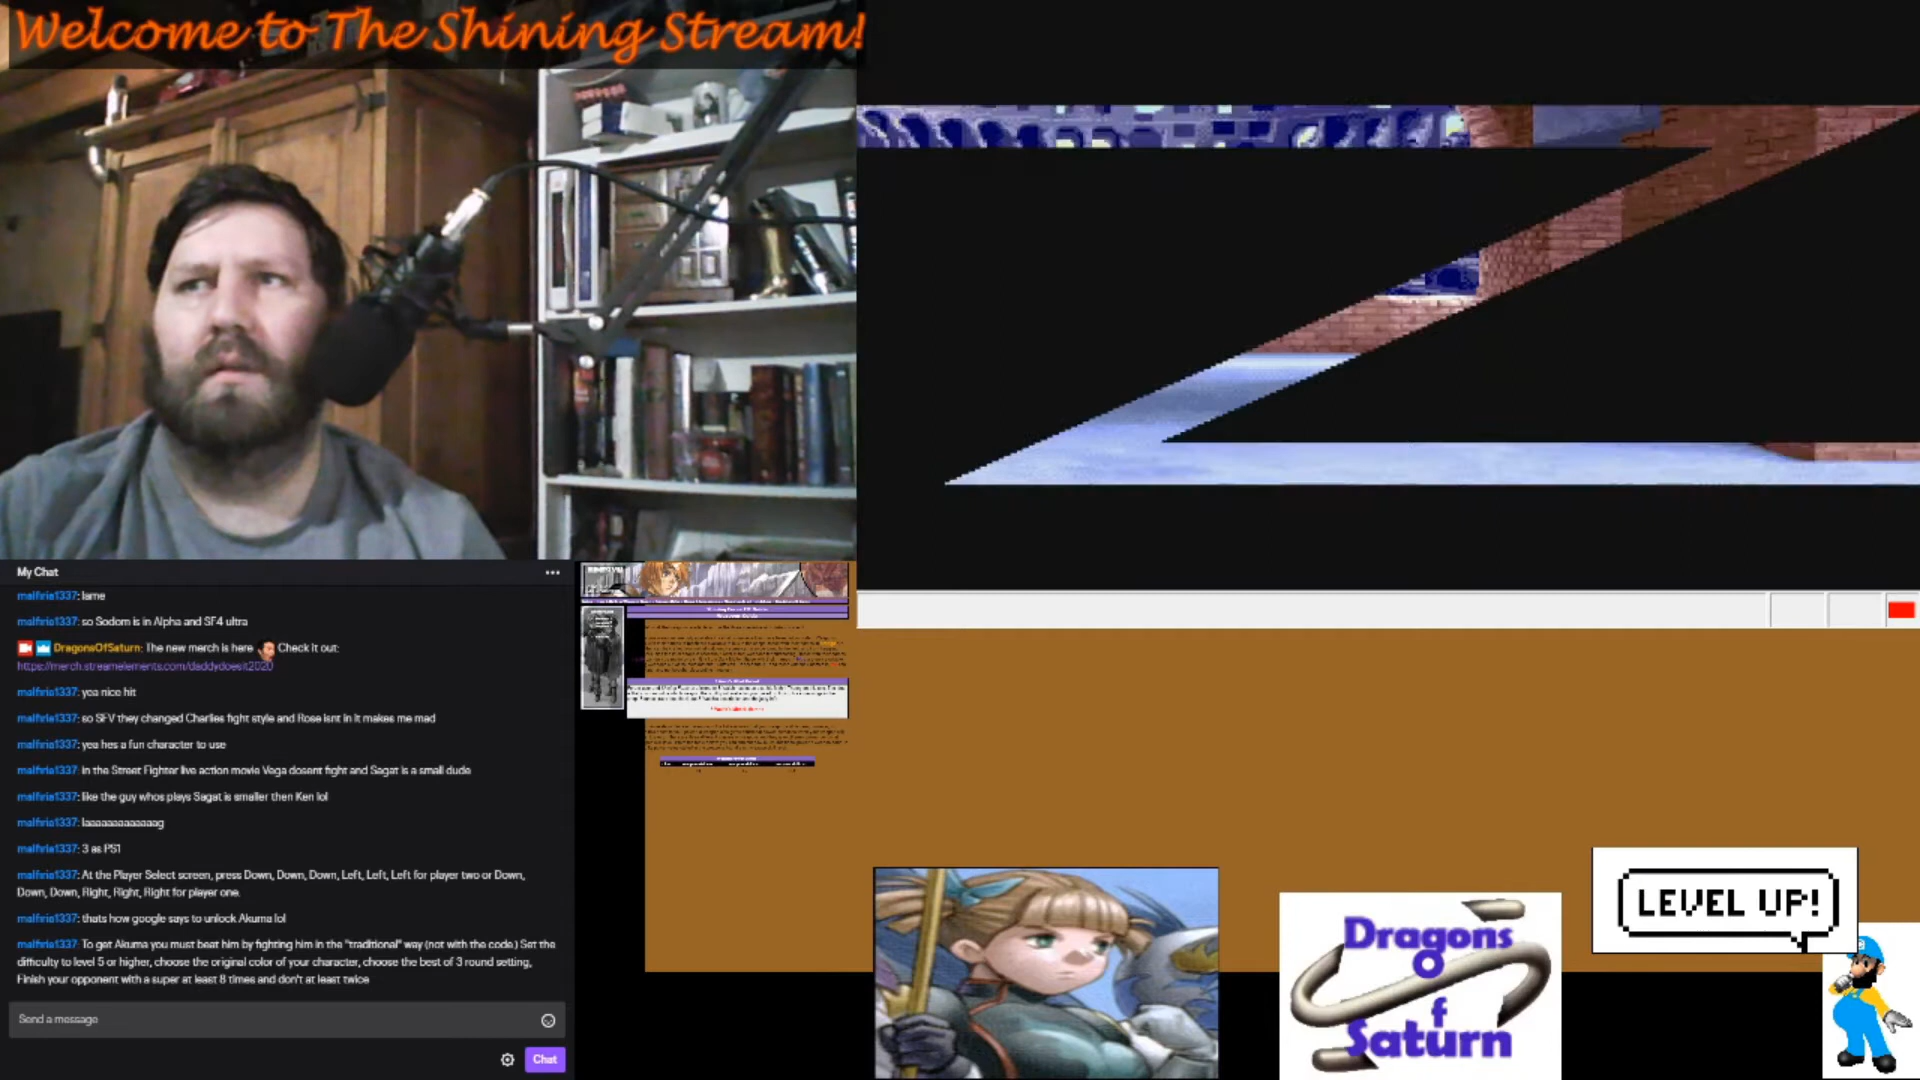 Welcome to The Shining Stream!
My Chat
malfria1337: lame
malfria1337: so Sodom is in Alpha and SF4 ultra
DragonsOfSaturn: The new merch is here Check it out:
https://merch.streamelements.com/daddydoesit2020
malfria1337: yea nice hit
malfria1337: so SFV they changed Charlies fight style and Rose isnt in it makes me mad
malfria1337: yea hes a fun character to use
malfria1337: in the Street Fighter live action movie Vega dosent fight and Sagat is a small dude
malfria1337: like the guy whos plays Sagat is smaller then Ken lol
malfria1337: laaaaaaaaaaaaag
malfria1337: 3 as PS1
malfria1337: At the Player Select screen, press Down, Down, Down, Left, Left, Left for player two or Down,
Down, Down, Right, Right, Right for player one.
malfria1337: thats how google says to unlock Akuma lol
malfria1337: To get Akuma you must beat him by fighting him in the "traditional" way (not with the code.) Set the
difficulty to level 5 or higher, choose the original color of your character, choose the best of 3 round setting,
Finish your opponent with a super at least 8 times and don't at least twice
Send a message
Chat
LEVEL UP!
Dragons
O
f
Saturn